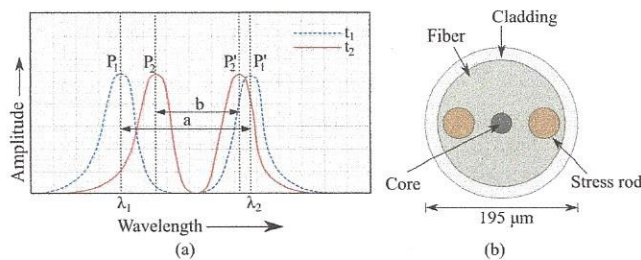 t₁
t₂
P₁ P₂ P₂' P₁'
b
a
Amplitude
λ₁ λ₂
Wavelength
(a)
Cladding
Fiber
Core
Stress rod
195 μm
(b)